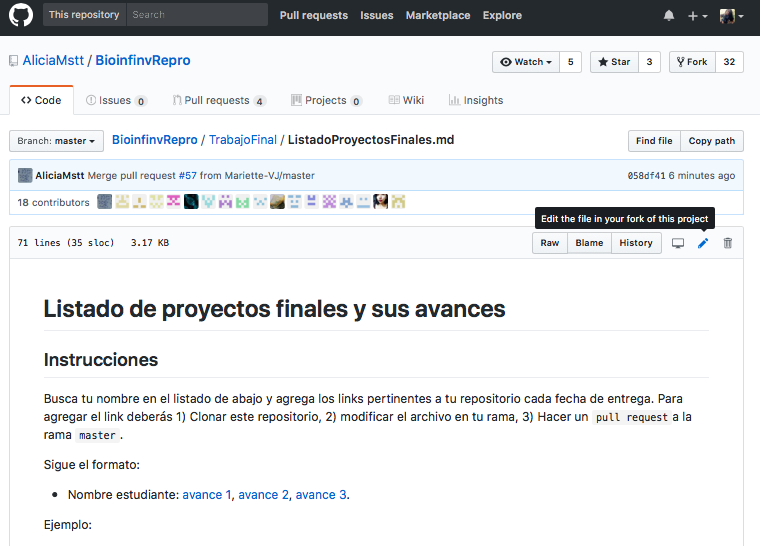 This repository Search Pull requests Issues Marketplace Explore
AliciaMstt / BioinfinvRepro Watch 5 Star 3 Fork 32
Code Issues 0 Pull requests 4 Projects 0 Wiki Insights
Branch: master BioinfinvRepro / TrabajoFinal / ListadoProyectosFinales.md Find file Copy path
AliciaMstt Merge pull request #57 from Mariette-VJ/master 058df41 6 minutes ago
18 contributors
Edit the file in your fork of this project
71 lines (35 sloc) 3.17 KB Raw Blame History
Listado de proyectos finales y sus avances
Instrucciones
Busca tu nombre en el listado de abajo y agrega los links pertinentes a tu repositorio cada fecha de entrega. Para
agregar el link deberás 1) Clonar este repositorio, 2) modificar el archivo en tu rama, 3) Hacer un pull request a la
rama master.
Sigue el formato:
• Nombre estudiante: avance 1, avance 2, avance 3.
Ejemplo: